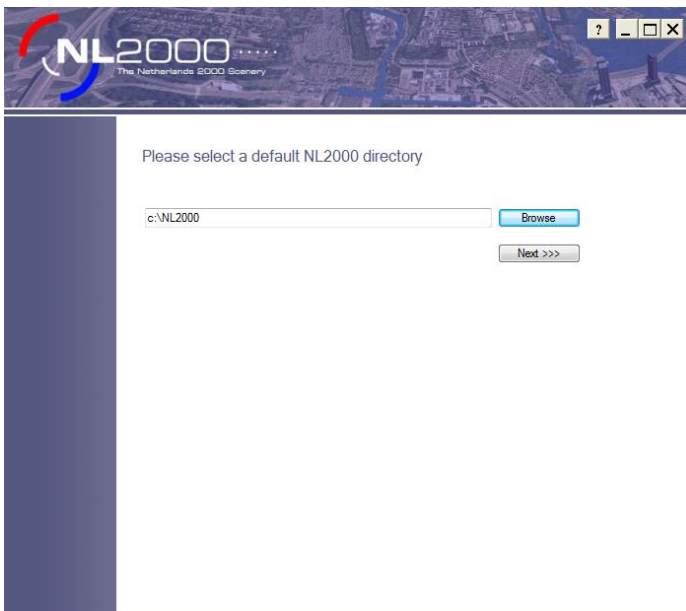 NL2000.....
The Netherlands 2000 Scenery
?
Please select a default NL2000 directory
c:\NL2000
Browse
Next >>>